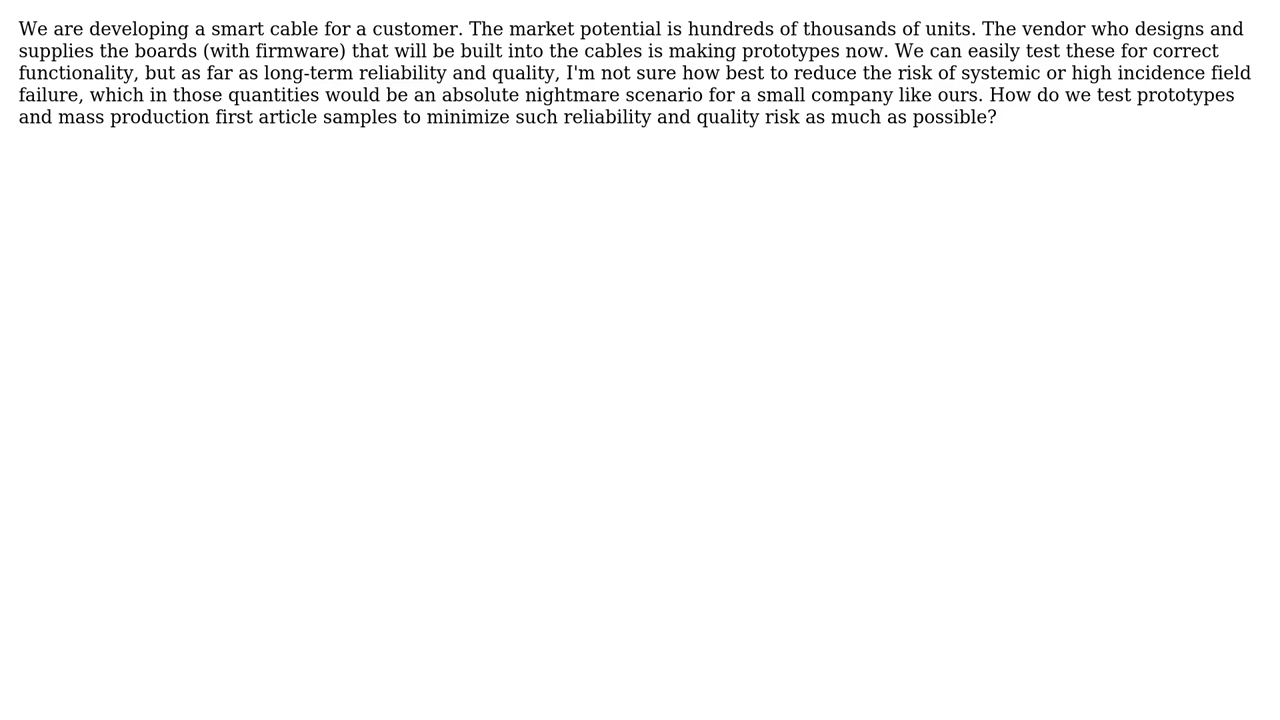 We are developing a smart cable for a customer. The market potential is hundreds of thousands of units. The vendor who designs and
supplies the boards (with firmware) that will be built into the cables is making prototypes now. We can easily test these for correct
functionality, but as far as long-term reliability and quality, I'm not sure how best to reduce the risk of systemic or high incidence field
failure, which in those quantities would be an absolute nightmare scenario for a small company like ours. How do we test prototypes
and mass production first article samples to minimize such reliability and quality risk as much as possible?